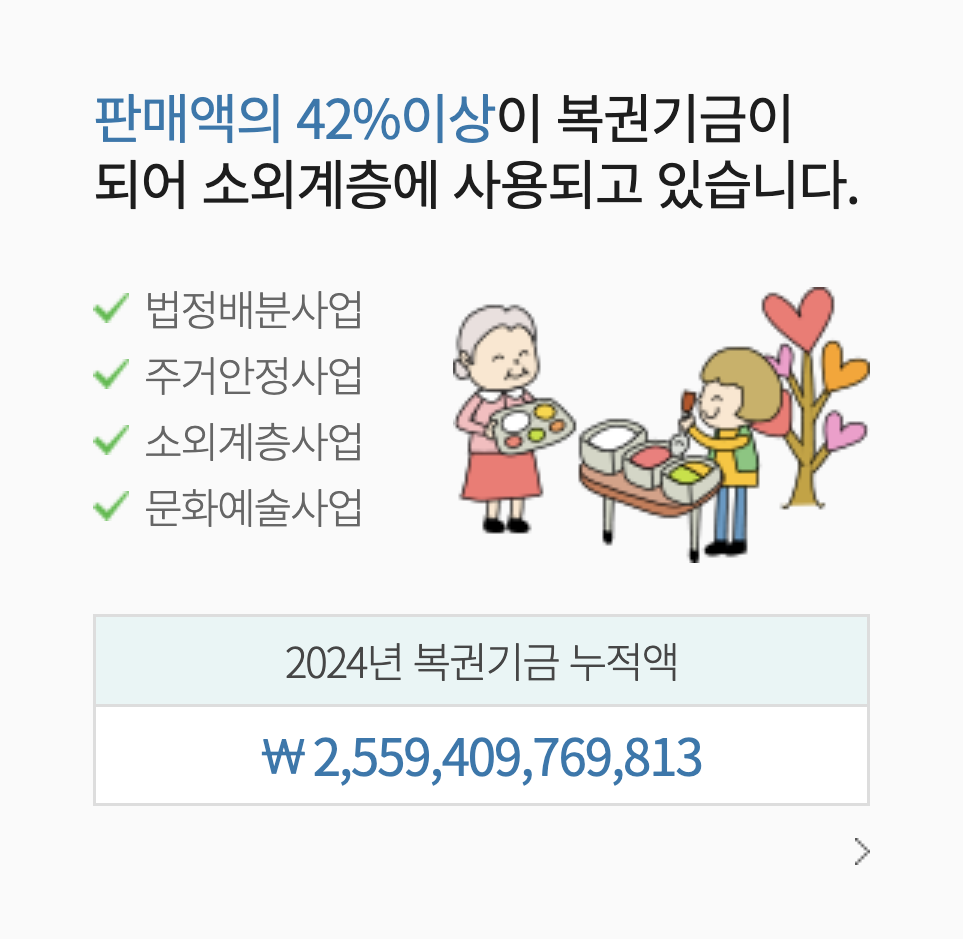 판매액의 42%이상이 복권기금이
되어 소외계층에 사용되고 있습니다.
법정배분사업
주거안정사업
소외계층사업
문화예술사업
2024년 복권기금 누적액
₩ 2,559,409,769,813